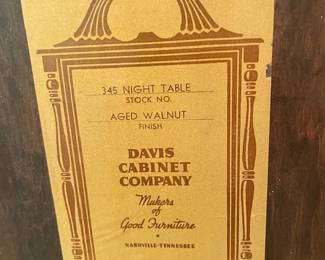 345 NIGHT TABLE
STOCK NO.
AGED WALNUT
FINISH
DAVIS
CABINET
COMPANY
Makers
of
Good Furniture
NASHVILLE-TENNESSEE